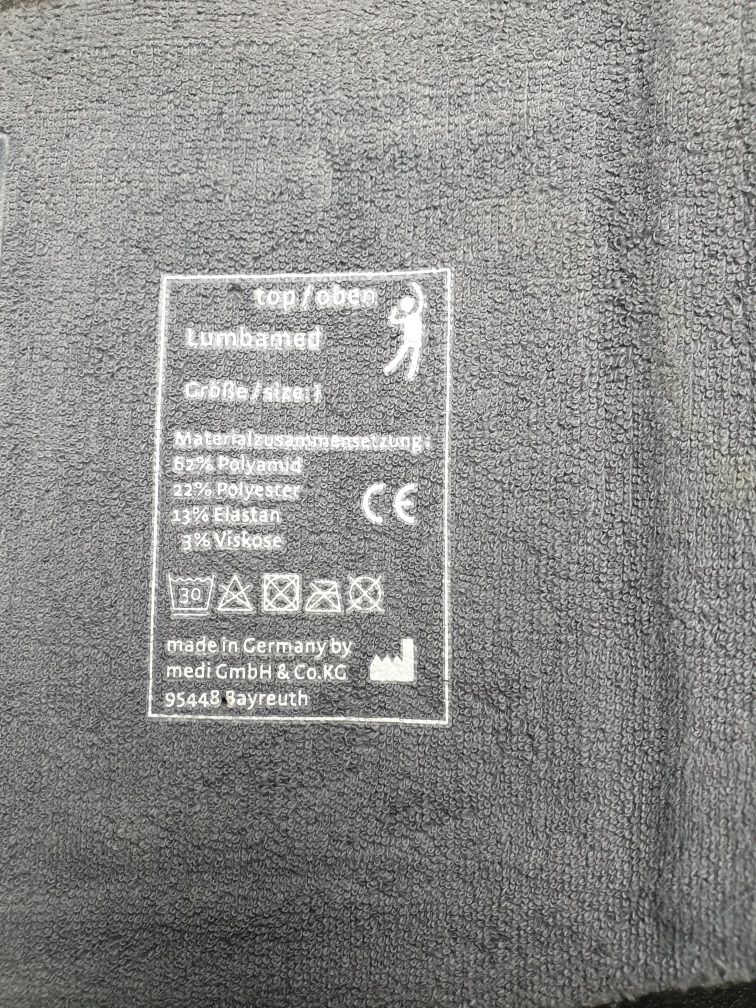 top/oben
Lumbamed
Größe/size:1
Materialzusammensetzung:
62% Polyamid
22% Polyester
13% Elastan
3% Viskose
CE
30
made in Germany by
medi GmbH & Co.KG
95448 Bayreuth